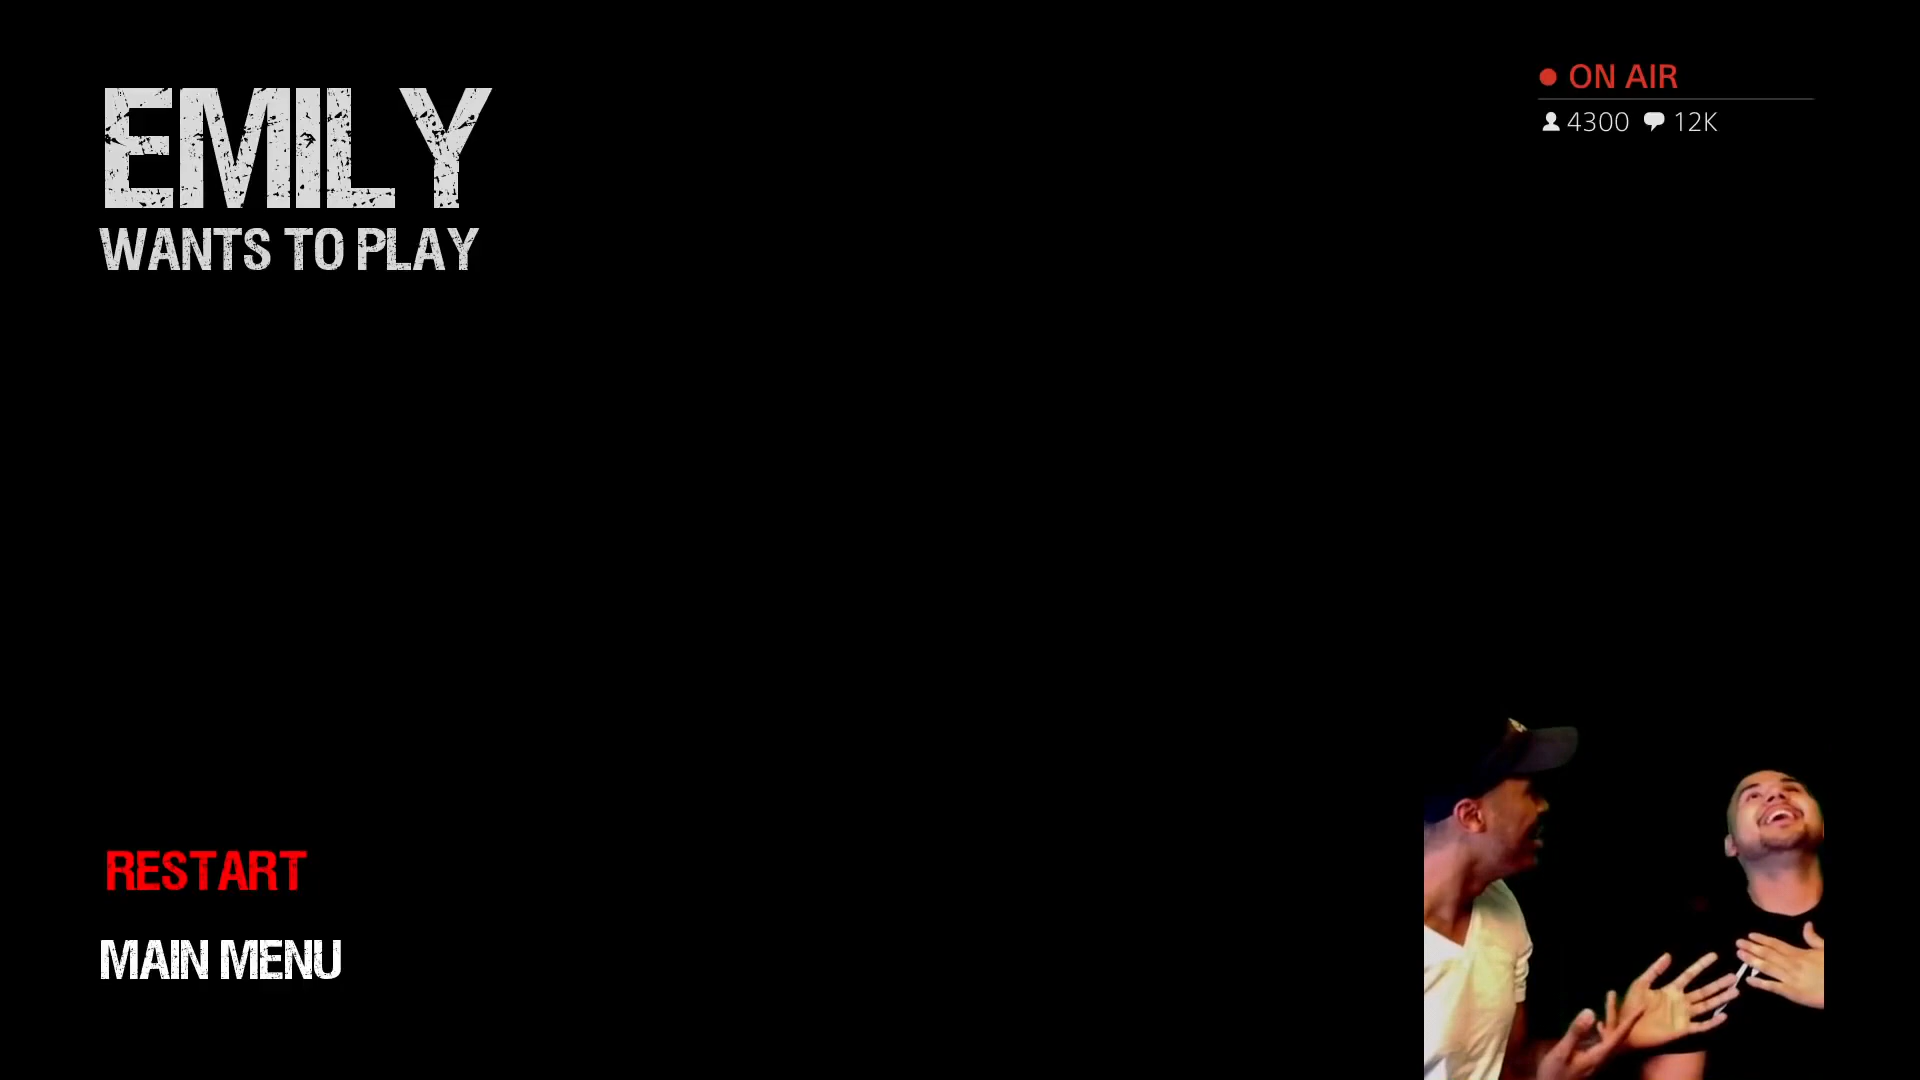 EMILY
WANTS TO PLAY
ON AIR
4300 12K
RESTART
MAIN MENU